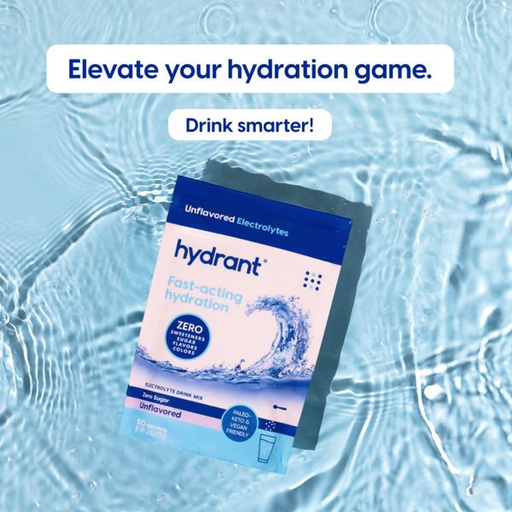 Elevate your hydration game.
Drink smarter!
Unflavored Electrolytes
hydrant®
Fast-acting
hydration
ZERO
SWEETENERS
SUGAR
FLAVORS
COLORS
ELECTROLYTE DRINK MIX
Zero Sugar
Unflavored
PALEO-
KETO &
VEGAN
FRIENDLY
50